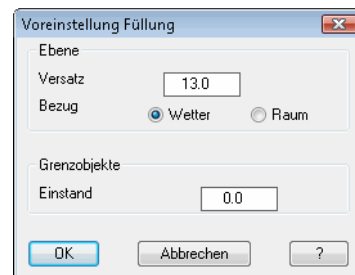 Voreinstellung Füllung
Ebene
Versatz 13.0
Bezug Wetter Raum
Grenzobjekte
Einstand 0.0
OK Abbrechen ?